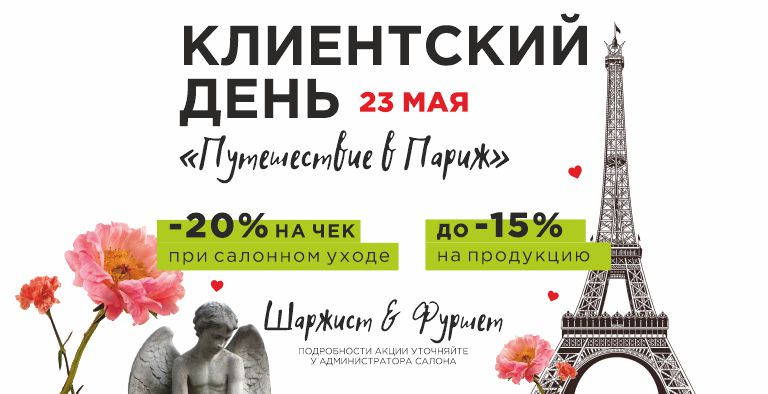 КЛИЕНТСКИЙ
ДЕНЬ 23 МАЯ
«Путешествие в Париж»
-20% НА ЧЕК
при салонном уходе
ДО -15%
на продукцию
Шаржист & Фуршет
ПОДРОБНОСТИ АКЦИИ УТОЧНЯЙТЕ
У АДМИНИСТРАТОРА САЛОНА